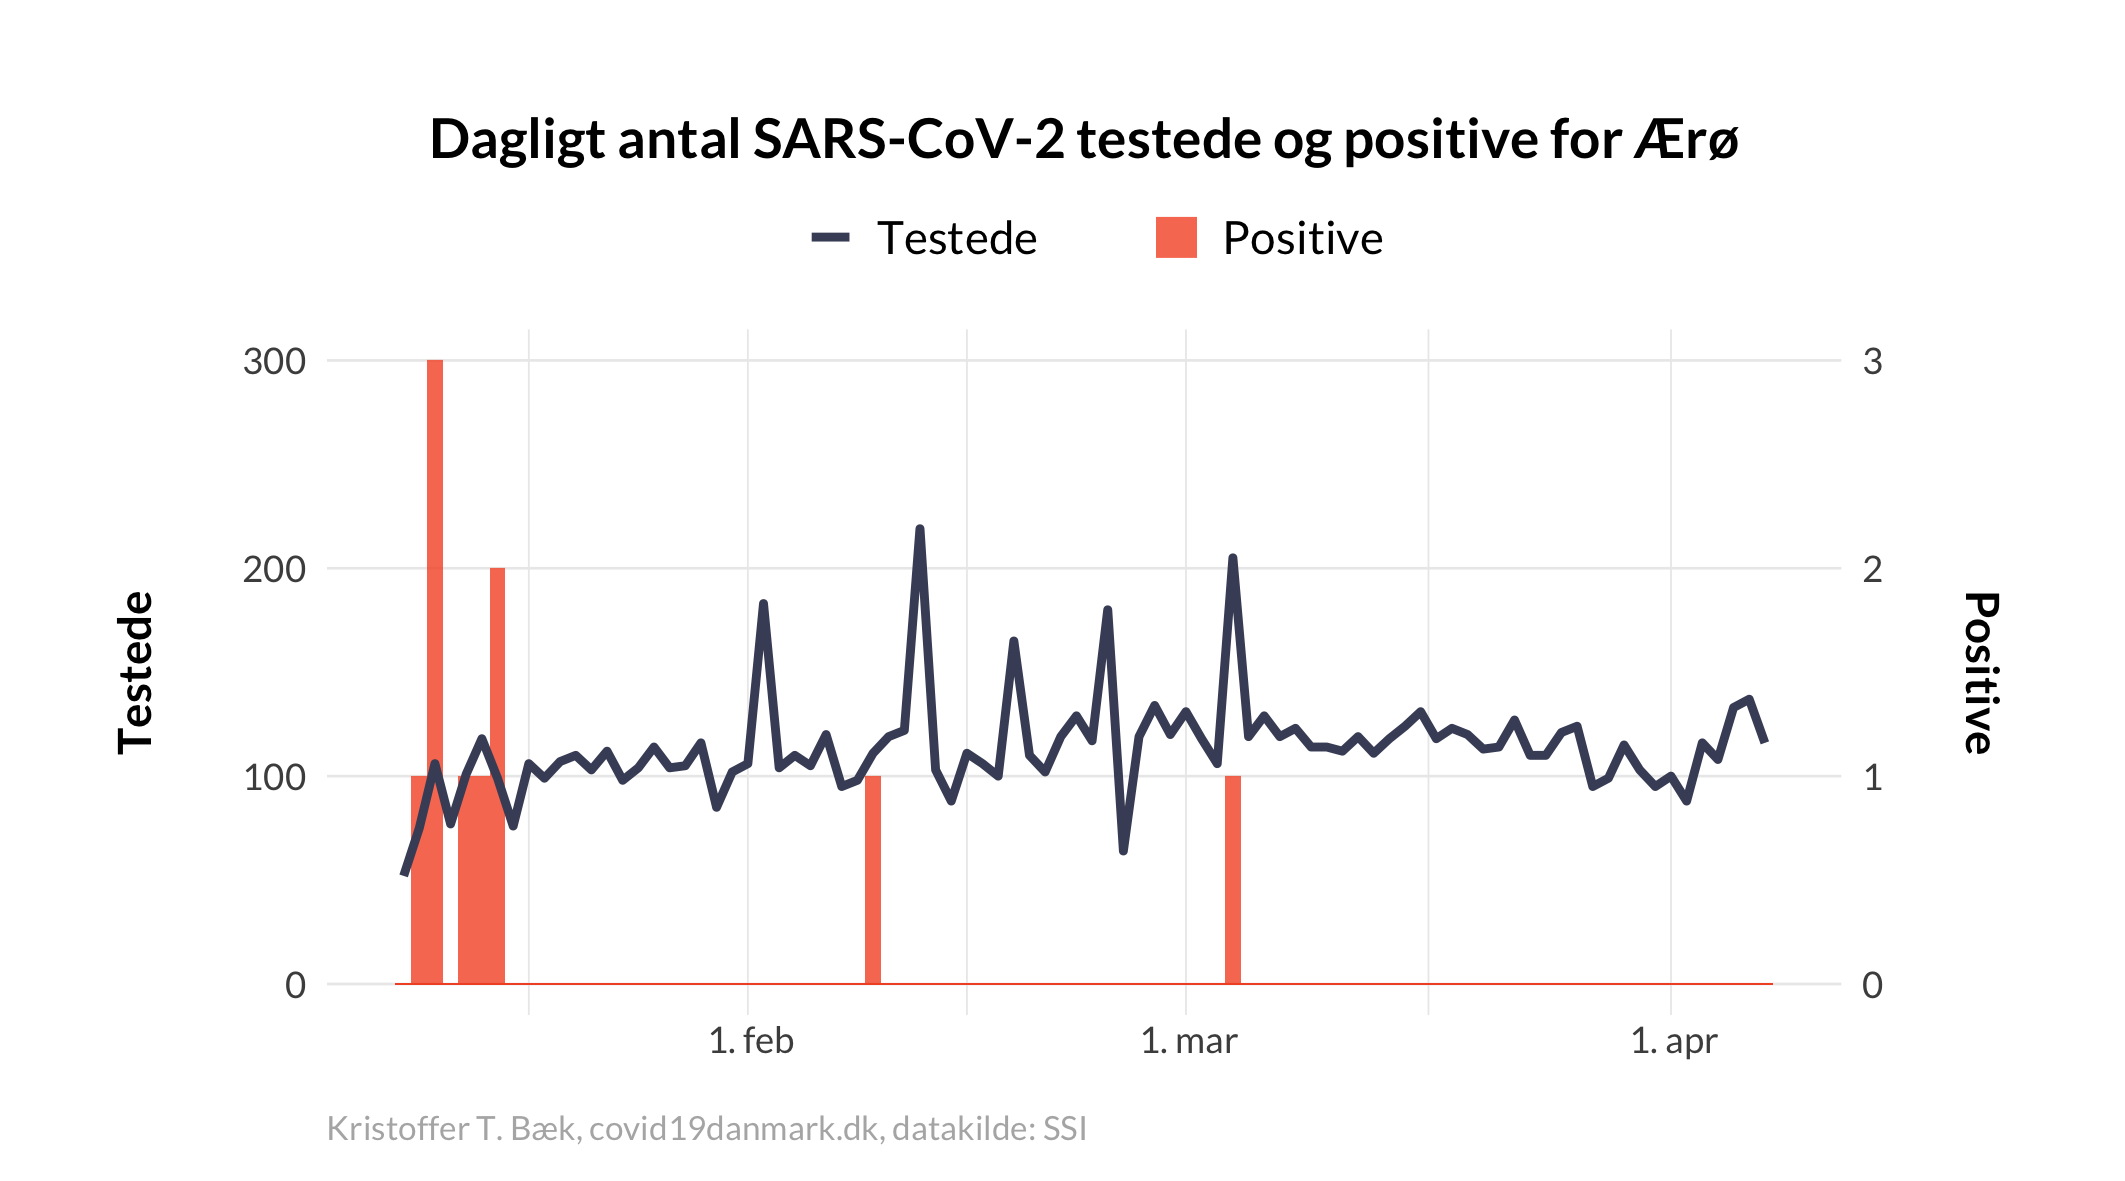 Dagligt antal SARS-CoV-2 testede og positive for Ærø
Testede
Positive
300
200
100
0
3
2
1
0
Testede
Positive
1. feb
1. mar
1. apr
Kristoffer T. Bæk, covid19danmark.dk, datakilde: SSI